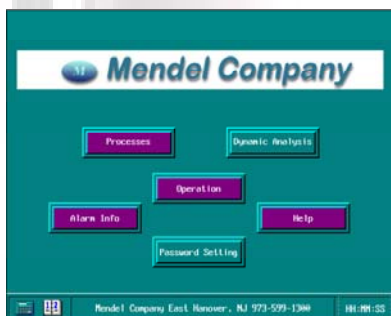 M
Mendel Company
Processes
Dynamic Analysis
Operation
Alarm Info
Help
Password Setting
Mendel Company East Hanover, NJ 973-599-1300
HH:MM:SS